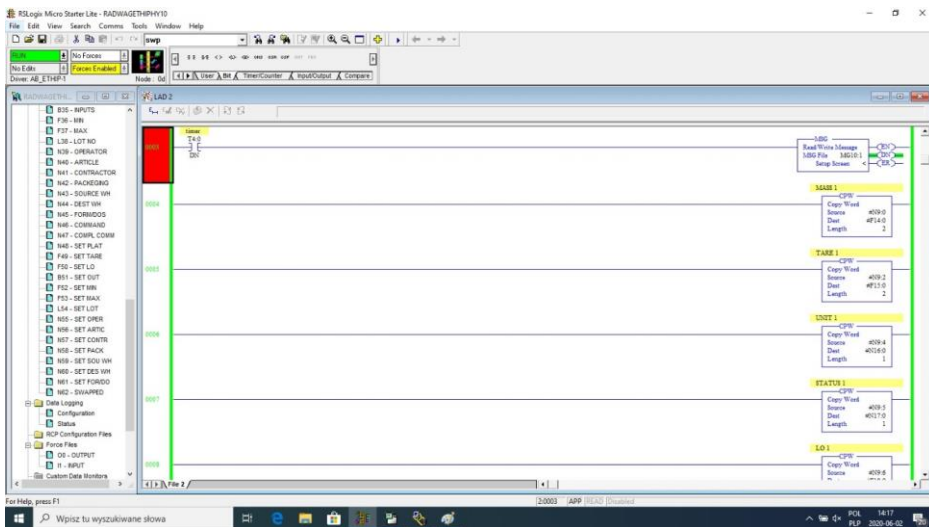 RSLogix Micro Starter Lite - RADWAGETHIPHY10
File Edit View Search Comms Tools Window Help
swp
RUN
No Forces
No Edits
Forces Enabled
Driver: AB_ETHIP-1
Node: 0d
User Bit Timer/Counter Input/Output Compare
RADWAGETHI...
LAD 2
B35 - INPUTS
F36 - MIN
F37 - MAX
L38 - LOT NO
N39 - OPERATOR
N40 - ARTICLE
N41 - CONTRACTOR
N42 - PACKEGING
N43 - SOURCE WH
N44 - DEST WH
N45 - FORM/DOS
N46 - COMMAND
N47 - COMPL COMM
N48 - SET PLAT
F49 - SET TARE
F50 - SET LO
B51 - SET OUT
F52 - SET MIN
F53 - SET MAX
L54 - SET LOT
N55 - SET OPER
N56 - SET ARTIC
N57 - SET CONTR
N58 - SET PACK
N59 - SET SOU WH
N60 - SET DES WH
N61 - SET FOR/DO
N62 - SWAPPED
Data Logging
Configuration
Status
RCP Configuration Files
Force Files
O0 - OUTPUT
I1 - INPUT
Custom Data Monitors
0003
timer
T4:0
DN
MSG
Read/Write Message
MSG File MG10:1
Setup Screen <
EN
DN
ER
0004
MASE 1
CPW
Copy Word
Source #N9:0
Dest #F14:0
Length 2
0005
TARE 1
CPW
Copy Word
Source #N9:2
Dest #F15:0
Length 2
0006
UNIT 1
CPW
Copy Word
Source #N9:4
Dest #N16:0
Length 1
0007
STATUS 1
CPW
Copy Word
Source #N9:5
Dest #N17:0
Length 1
0008
LO 1
CPW
Copy Word
Source #N9:6
File 2
For Help, press F1
2:0003 APP READ Disabled
Wpisz tu wyszukiwane słowa
POL
PLP
14:17
2020-06-02